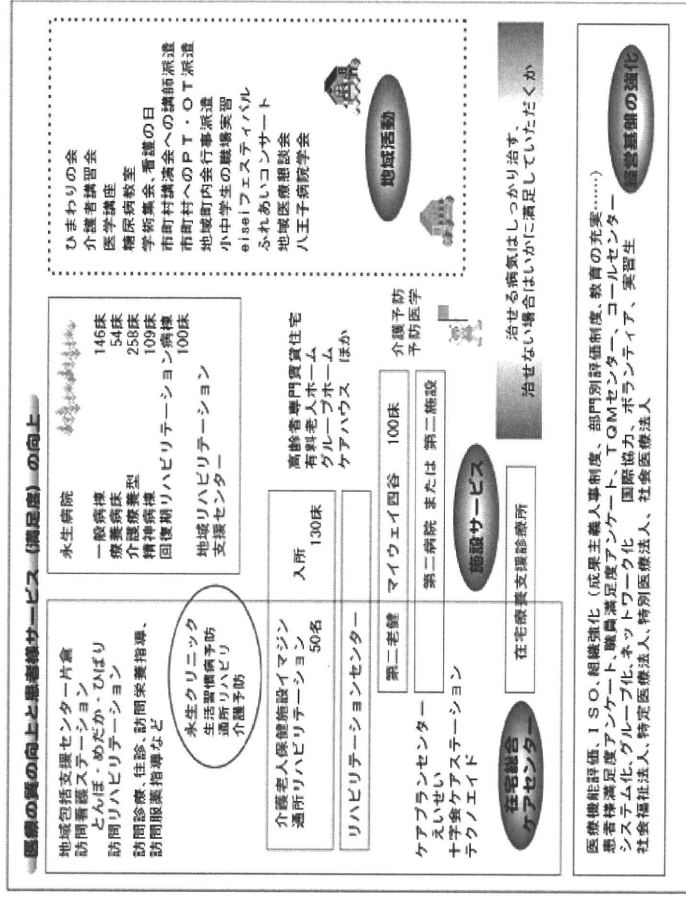 医療の質の向上と患者様サービス（満足度）の向上
地域包括支援センター片倉
訪問看護ステーション
とんぼ・めだか・ひばり
訪問リハビリテーション
訪問診療、往診、訪問栄養指導、
訪問服薬指導など
永生クリニック
生活習慣病予防
通所リハビリ
介護予防
永生病院
一般病棟 146床
療養病床 54床
介護療養型 258床
精神病棟 109床
回復期リハビリテーション病棟
100床
地域リハビリテーション
支援センター
ひまわりの会
介護者講習会
医学講座
糖尿病教室
学術集会、看護の日
市町村講演会への講師派遣
市町村へのPT・OT派遣
地域町内会行事派遣
小中学生の職場実習
eiseiフェスティバル
ふれあいコンサート
地域医療懇談会
八王子病院学会
地域活動
介護老人保健施設イマジン 入所
通所リハビリテーション 130床
50名
リハビリテーションセンター
高齢者専門賃貸住宅
有料老人ホーム
グループホーム
ケアハウス ほか
第二老健 マイウェイ四谷 100床
第二病院 または 第二施設
介護予防
予防医学
ケアプランセンター
えいせい
十字会ケアステーション
テクノエイド
施設サービス
在宅総合
ケアセンター
在宅療養支援診療所
治せる病気はしっかり治す、
治せない場合はいかに満足していただくか
医療機能評価、ISO、組織強化（成果主義人事制度、部門別評価制度、教育の充実……）
患者様満足度アンケート、職員満足度アンケート、TQMセンター、コールセンター
システム化、グループ化、ネットワーク化 国際協力、ボランティア、実習生
社会福祉法人、特定医療法人、特別医療法人、社会医療法人
経営基盤の強化